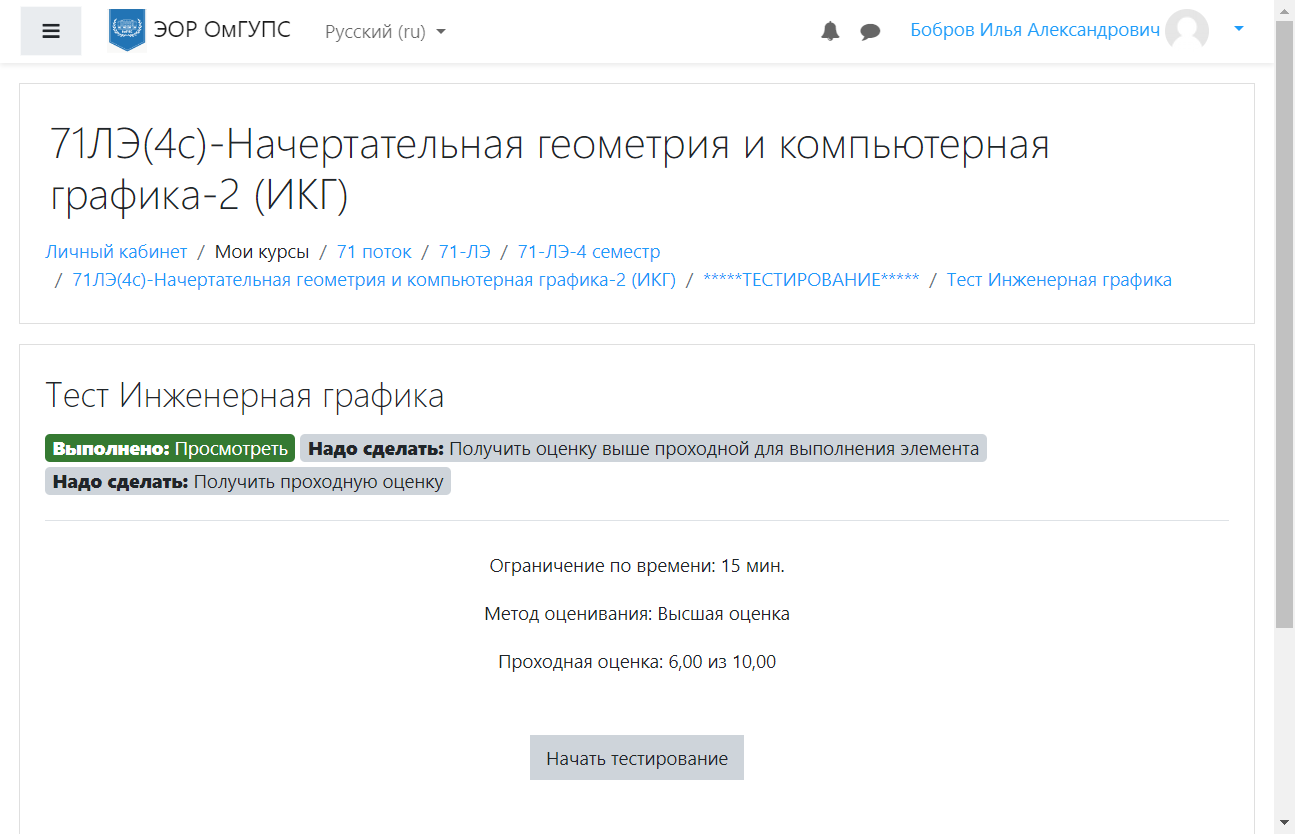 ЭОР ОмГУПС Русский (ru) Бобров Илья Александрович
71ЛЭ(4с)-Начертательная геометрия и компьютерная
графика-2 (ИКГ)
Личный кабинет / Мои курсы / 71 поток / 71-ЛЭ / 71-ЛЭ-4 семестр
/ 71ЛЭ(4с)-Начертательная геометрия и компьютерная графика-2 (ИКГ) / *****ТЕСТИРОВАНИЕ***** / Тест Инженерная графика
Тест Инженерная графика
Выполнено: Просмотреть Надо сделать: Получить оценку выше проходной для выполнения элемента
Надо сделать: Получить проходную оценку
Ограничение по времени: 15 мин.
Метод оценивания: Высшая оценка
Проходная оценка: 6,00 из 10,00
Начать тестирование